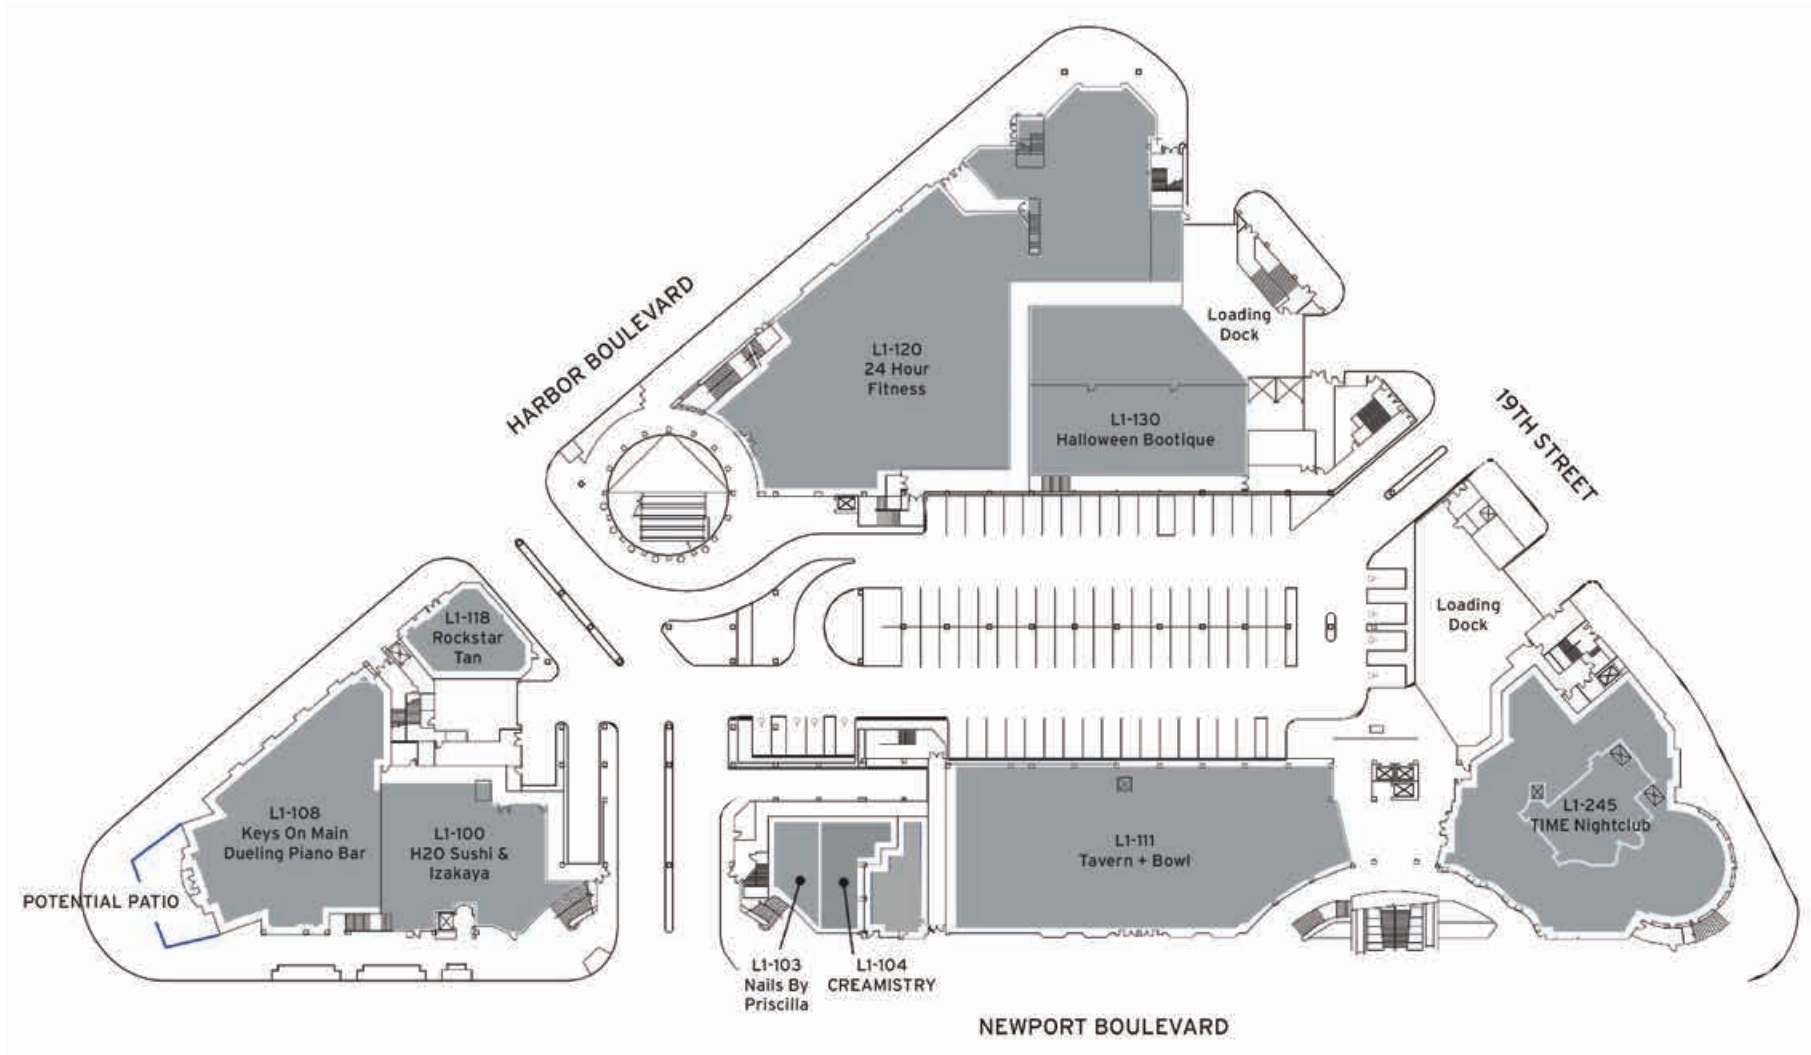 HARBOR BOULEVARD
L1-120
24 Hour
Fitness
Loading
Dock
L1-130
Halloween Bootique
19TH STREET
Loading
Dock
L1-118
Rockstar
Tan
L1-108
Keys On Main
Dueling Piano Bar
L1-100
H2O Sushi &
Izakaya
POTENTIAL PATIO
L1-111
Tavern + Bowl
L1-245
TIME Nightclub
L1-103
Nails By
Priscilla
L1-104
CREAMISTRY
NEWPORT BOULEVARD